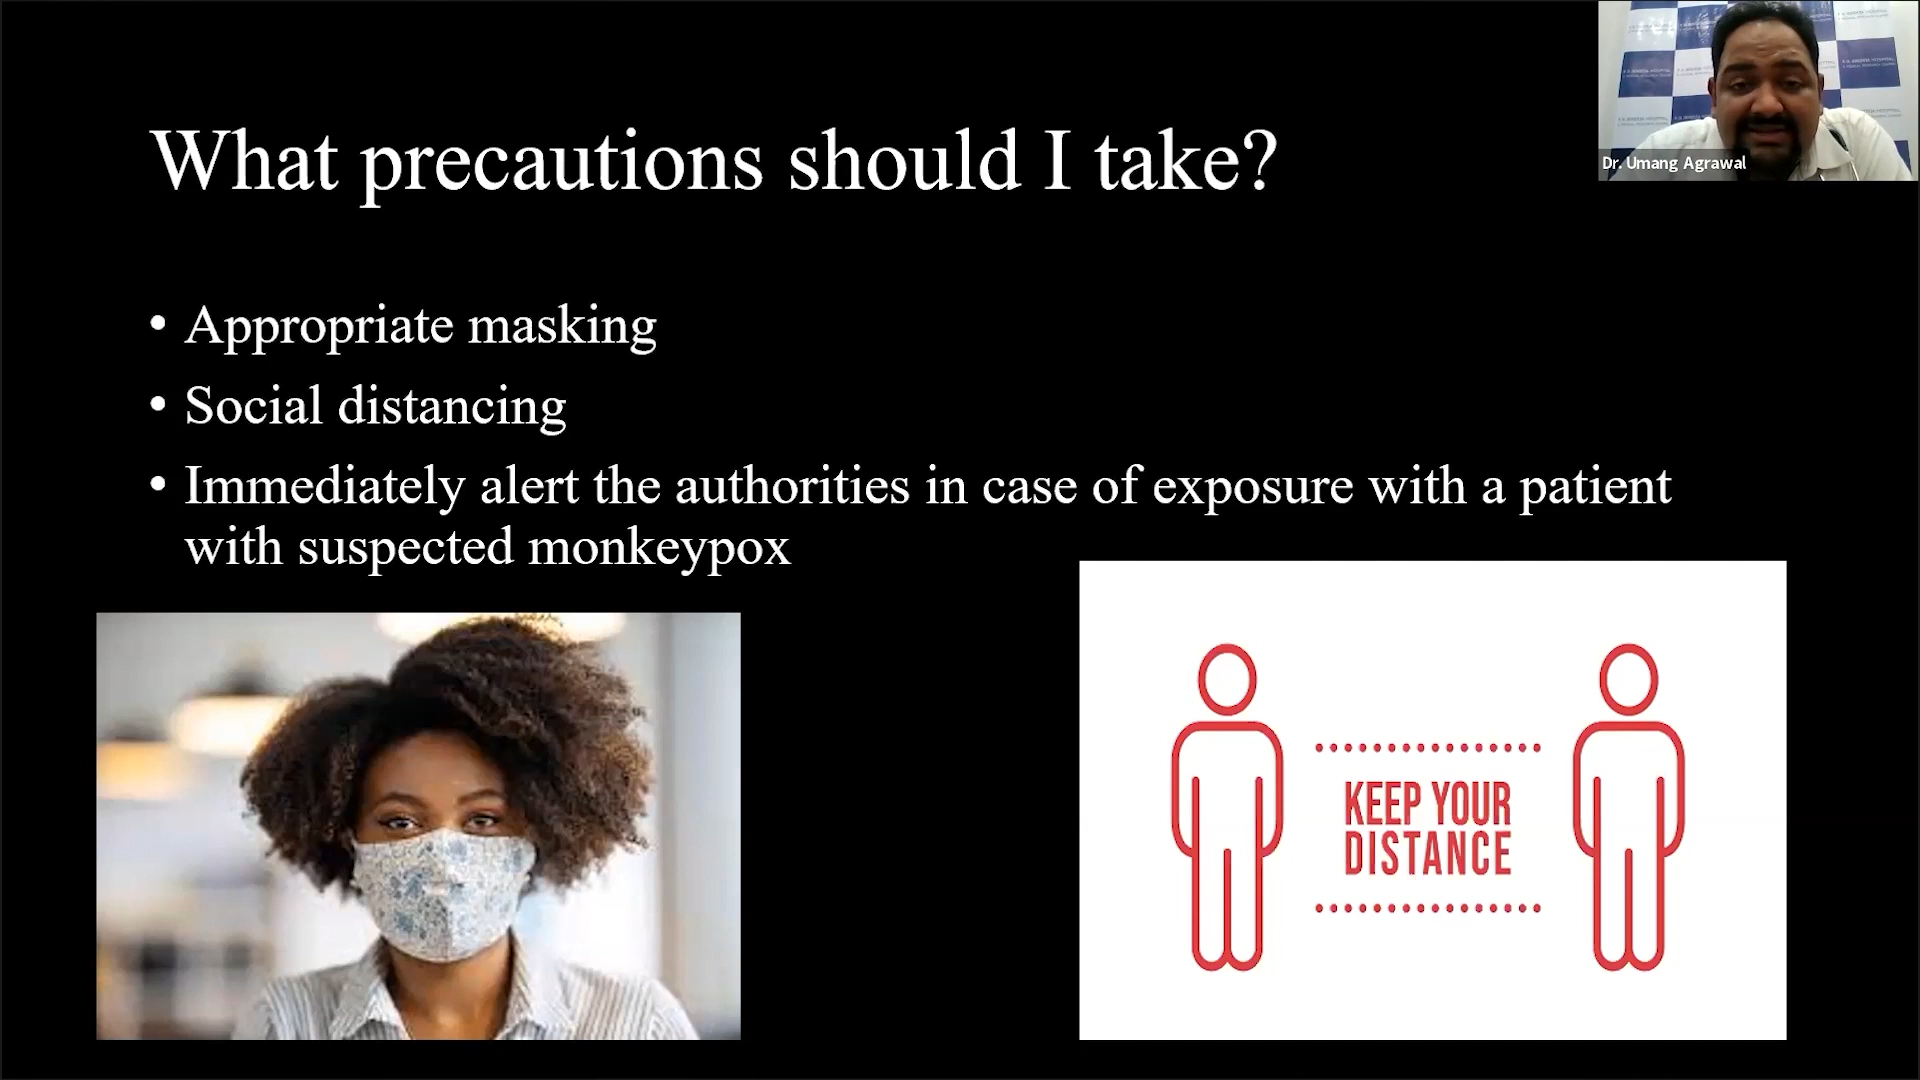 What precautions should I take?
Dr. Umang Agrawal
• Appropriate masking
• Social distancing
• Immediately alert the authorities in case of exposure with a patient
with suspected monkeypox
KEEP YOUR
DISTANCE